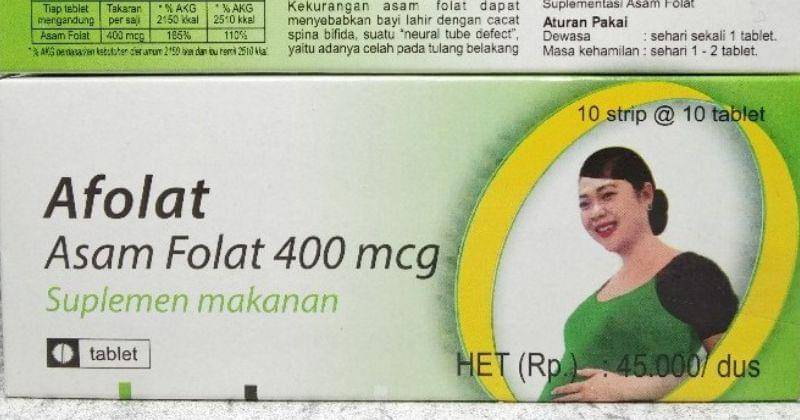 Tiap tablet mengandung
Takaran per saji
* % AKG 2150 kkal
* % AKG 2510 kkal
Asam Folat 400 mcg 185% 110%
Kekurangan asam folat dapat
menyebabkan bayi lahir dengan cacat
spina bifida, suatu "neural tube defect",
yaitu adanya celah pada tulang belakang
Suplementasi Asam Folat
Aturan Pakai
Dewasa : sehari sekali 1 tablet.
Masa kehamilan : sehari 1 - 2 tablet.
10 strip @ 10 tablet
Afolat
Asam Folat 400 mcg
Suplemen makanan
tablet
HET (Rp.) : 45.000/ dus